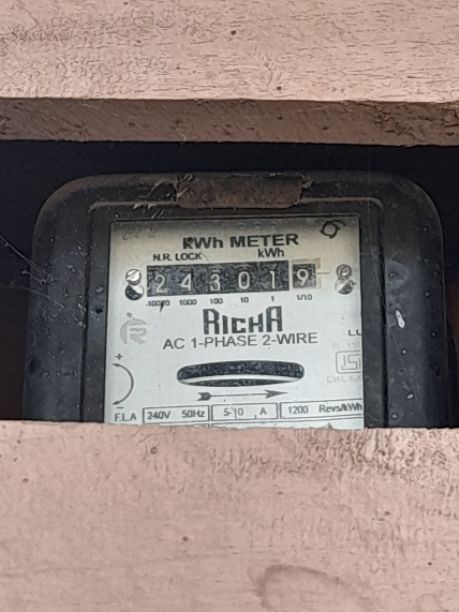 KWh METER
N.R. LOCK kWh
2 4 3 0 1 9
10000 1000 100 10 1 1/10
RICHA
AC 1-PHASE 2-WIRE
+
-
F.L.A 240V 50Hz 5-10 , A 1200 Revs/kWh